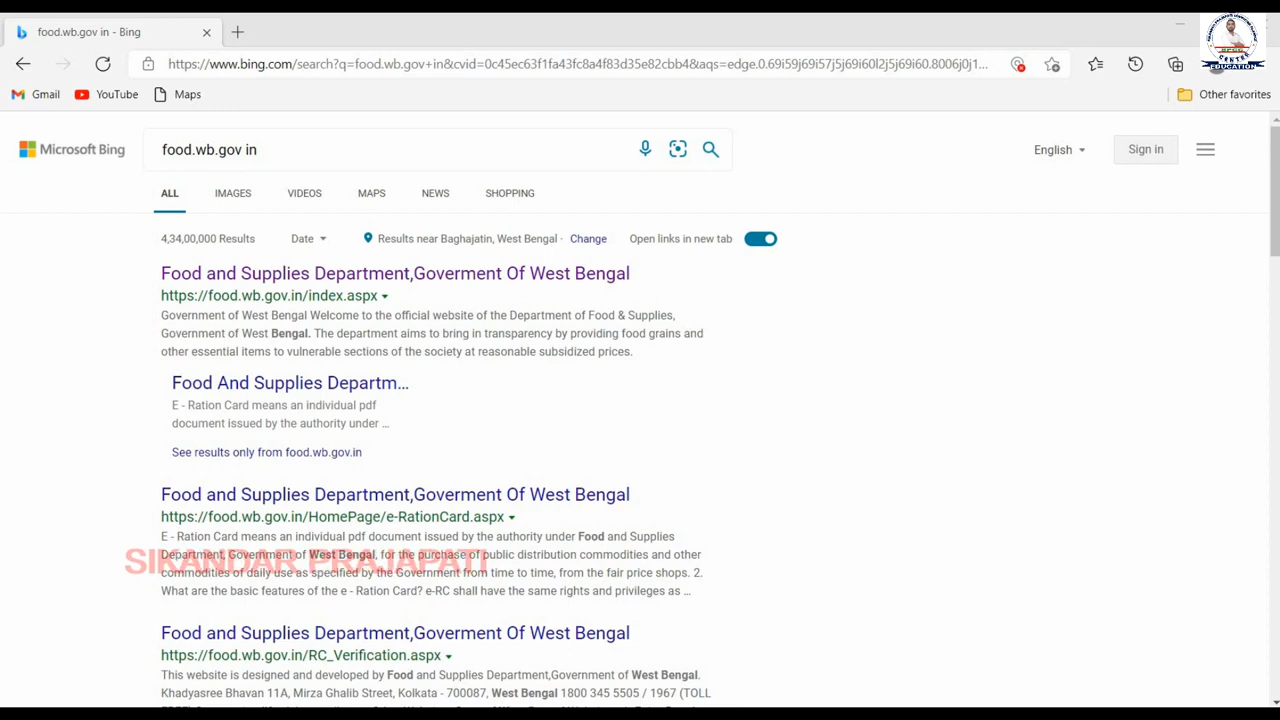 food.wb.gov in - Bing
https://www.bing.com/search?q=food.wb.gov+in&cvid=0c45ec517f1a43fc8a4f83d35e82cbb4&aqs=edge.0.69i59j69i57j5j69i60l2j5j69i60.8006j0j1...
Gmail YouTube Maps Other favorites
EDUCATION
Microsoft Bing
food.wb.gov in
English
Sign in
ALL IMAGES VIDEOS MAPS NEWS SHOPPING
4,34,00,000 Results Date Results near Baghajatin, West Bengal · Change Open links in new tab
Food and Supplies Department,Goverment Of West Bengal
https://food.wb.gov.in/index.aspx
Government of West Bengal Welcome to the official website of the Department of Food & Supplies,
Government of West Bengal. The department aims to bring in transparency by providing food grains and
other essential items to vulnerable sections of the society at reasonable subsidized prices.
Food And Supplies Departm...
E - Ration Card means an individual pdf
document issued by the authority under ...
See results only from food.wb.gov.in
Food and Supplies Department,Goverment Of West Bengal
https://food.wb.gov.in/HomePage/e-RationCard.aspx
E - Ration Card means an individual pdf document issued by the authority under Food and Supplies
Department, Government of West Bengal, for the purchase of public distribution commodities and other
SIKANDAR PRAJAPATI
commodities of daily use as specified by the Government from time to time, from the fair price shops. 2.
What are the basic features of the e - Ration Card? e-RC shall have the same rights and privileges as ...
Food and Supplies Department,Goverment Of West Bengal
https://food.wb.gov.in/RC_Verification.aspx
This website is designed and developed by Food and Supplies Department,Government of West Bengal.
Khadyasree Bhavan 11A, Mirza Ghalib Street, Kolkata - 700087, West Bengal 1800 345 5505 / 1967 (TOLL